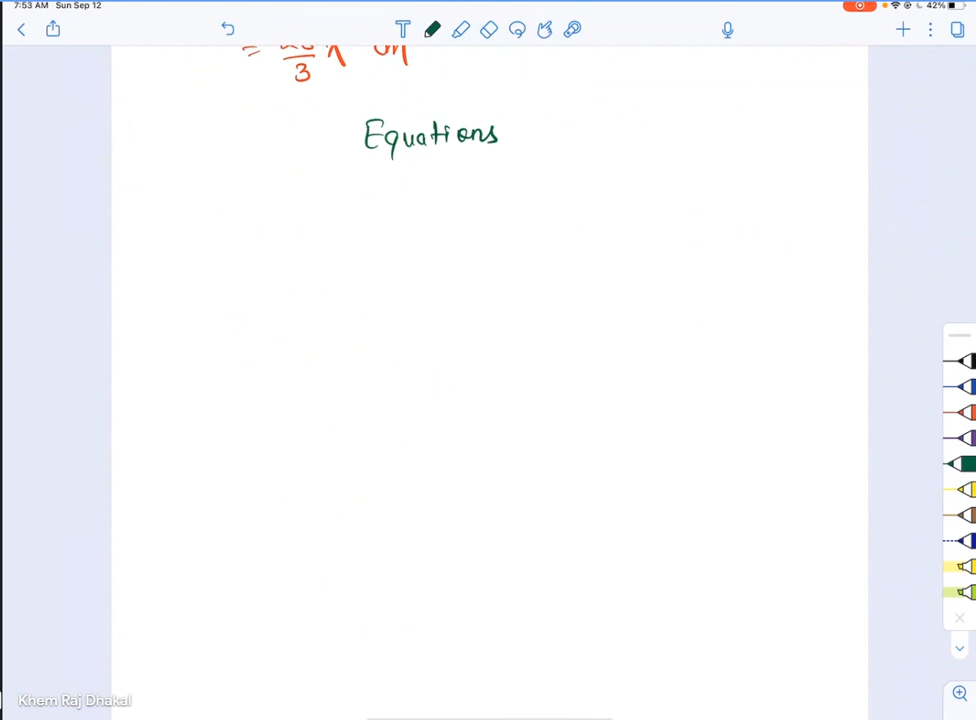 7:53 AM Sun Sep 12
42%
=
3
Equations
Khem Raj Dhakal